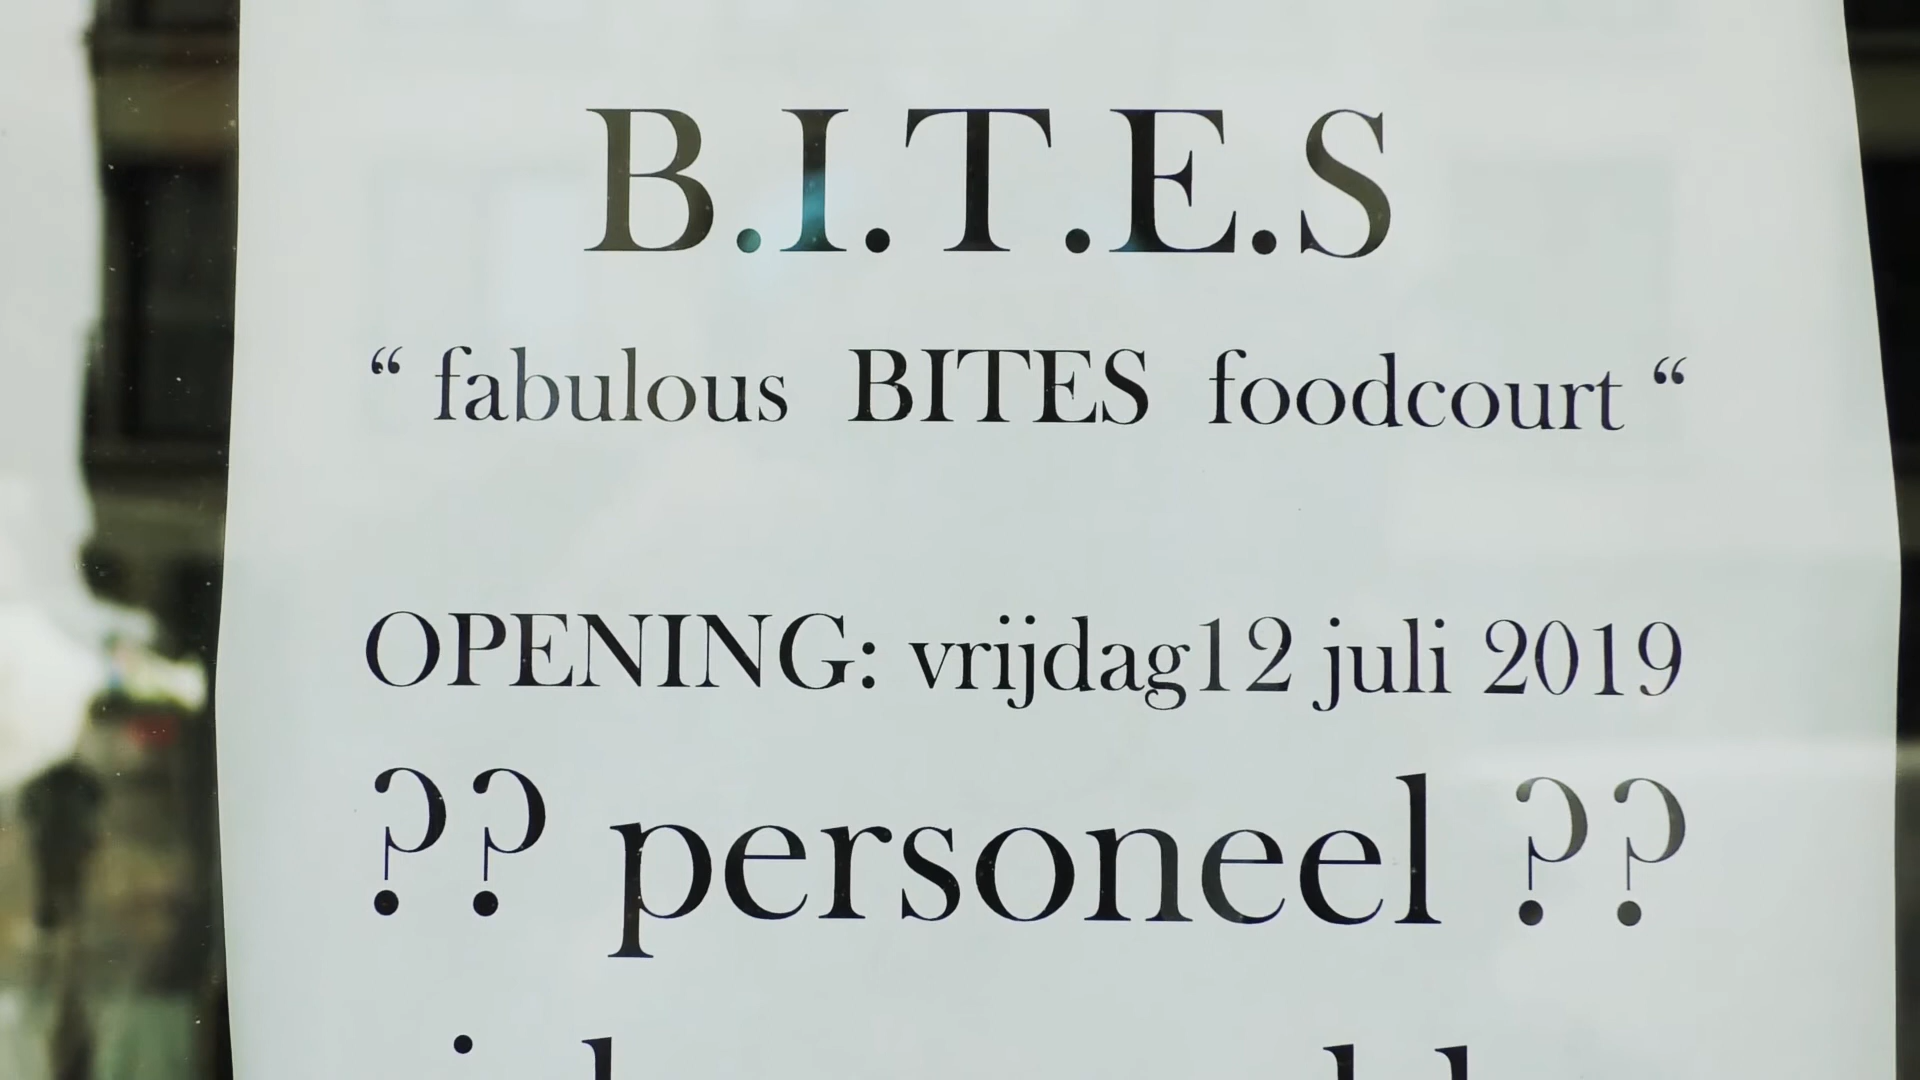 B.I.T.E.S
“ fabulous BITES foodcourt “
OPENING: vrijdag12 juli 2019
?? personeel ??